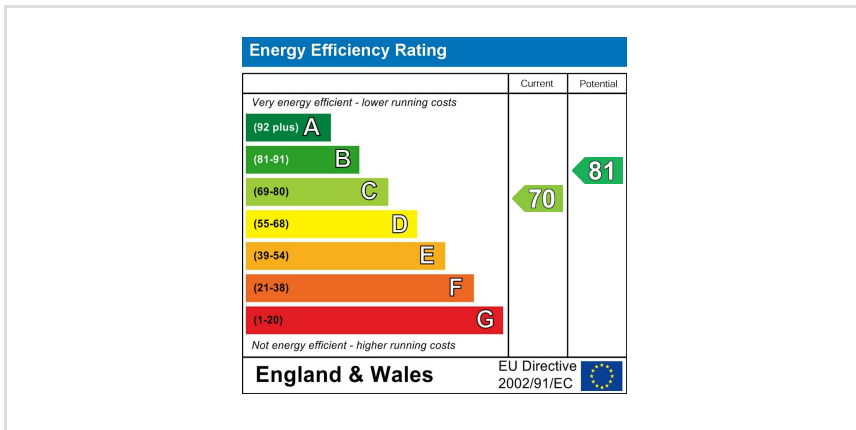 Energy Efficiency Rating
Current Potential
Very energy efficient - lower running costs
(92 plus) A
(81-91) B
81
(69-80) C
70
(55-68) D
(39-54) E
(21-38) F
(1-20) G
Not energy efficient - higher running costs
England & Wales
EU Directive
2002/91/EC